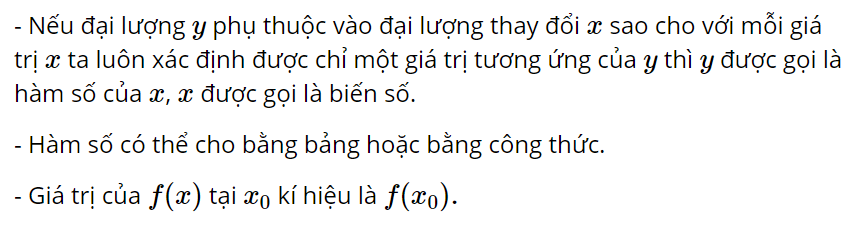 - Nếu đại lượng y phụ thuộc vào đại lượng thay đổi x sao cho với mỗi giá
trị x ta luôn xác định được chỉ một giá trị tương ứng của y thì y được gọi là
hàm số của x, x được gọi là biến số.
- Hàm số có thể cho bằng bảng hoặc bằng công thức.
- Giá trị của f(x) tại x₀ kí hiệu là f(x₀).